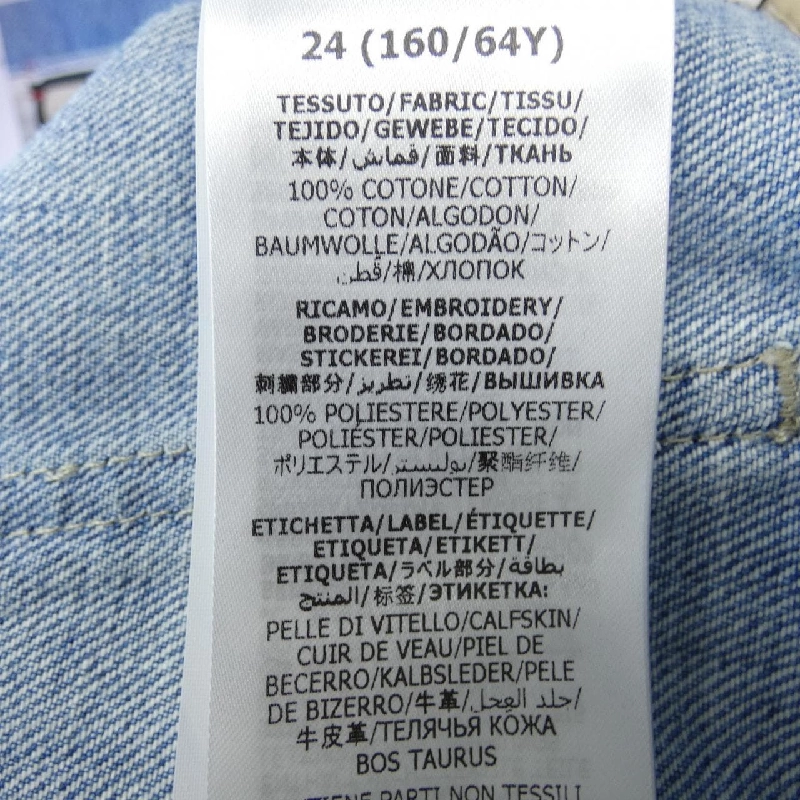 24 (160/64Y)
TESSUTO/FABRIC/TISSU/
TEJIDO/GEWEBE/TECIDO/
本体/قماش/面料/ТКАНЬ
100% COTONE/COTTON/
COTON/ALGODON/
BAUMWOLLE/ALGODÃO/コットン/
قطن/棉/ХЛОПОК
RICAMO/EMBROIDERY/
BRODERIE/BORDADO/
STICKEREI/BORDADO/
刺繍部分/تطريز/绣花/ВЫШИВКА
100% POLIESTERE/POLYESTER/
POLIÉSTER/POLIESTER/
ポリエステル/بوليستر/聚酯纤维/
ПОЛИЭСТЕР
ETICHETTA/LABEL/ÉTIQUETTE/
ETIQUETA/ETIKETT/
ETIQUETA/ラベル部分/بطاقة
المنتج/标签/ЭТИКЕТКА:
PELLE DI VITELLO/CALFSKIN/
CUIR DE VEAU/PIEL DE
BECERRO/KALBSLEDER/PELE
DE BIZERRO/牛革/جلد العجل/
牛皮革/ТЕЛЯЧЬЯ КОЖА
BOS TAURUS
PARTI NON TESSILI